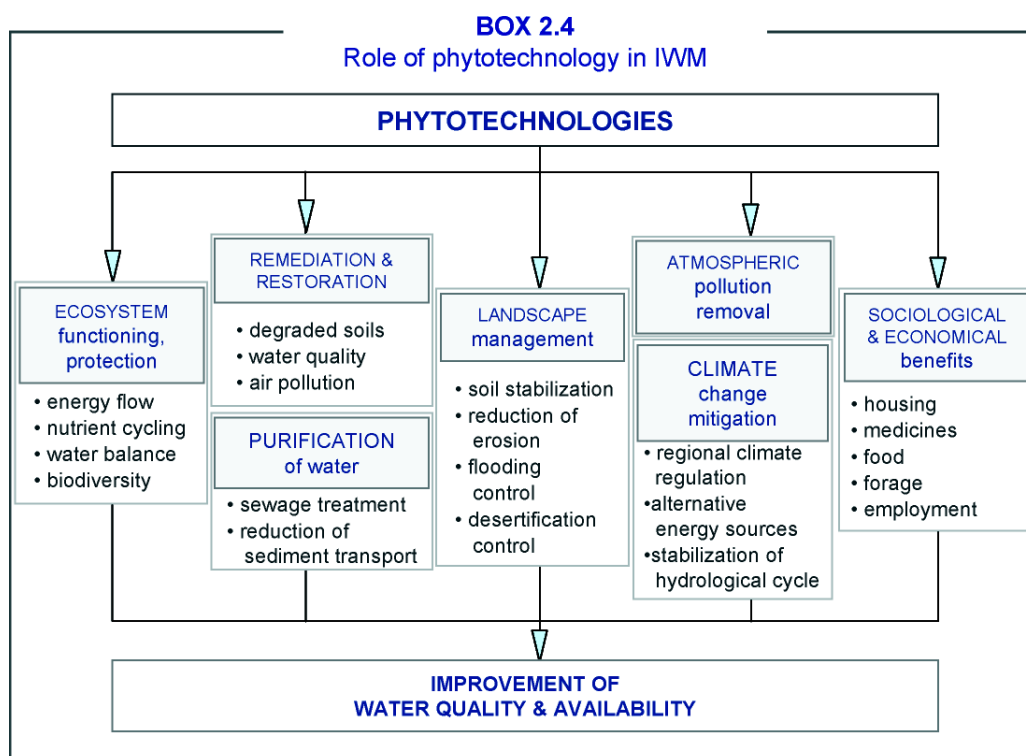 BOX 2.4
Role of phytotechnology in IWM
PHYTOTECHNOLOGIES
ECOSYSTEM
functioning,
protection
• energy flow
• nutrient cycling
• water balance
• biodiversity
REMEDIATION &
RESTORATION
• degraded soils
• water quality
• air pollution
PURIFICATION
of water
• sewage treatment
• reduction of
sediment transport
LANDSCAPE
management
• soil stabilization
• reduction of
erosion
• flooding
control
• desertification
control
ATMOSPHERIC
pollution
removal
CLIMATE
change
mitigation
• regional climate
regulation
•alternative
energy sources
•stabilization of
hydrological cycle
SOCIOLOGICAL
& ECONOMICAL
benefits
• housing
• medicines
• food
• forage
• employment
IMPROVEMENT OF
WATER QUALITY & AVAILABILITY